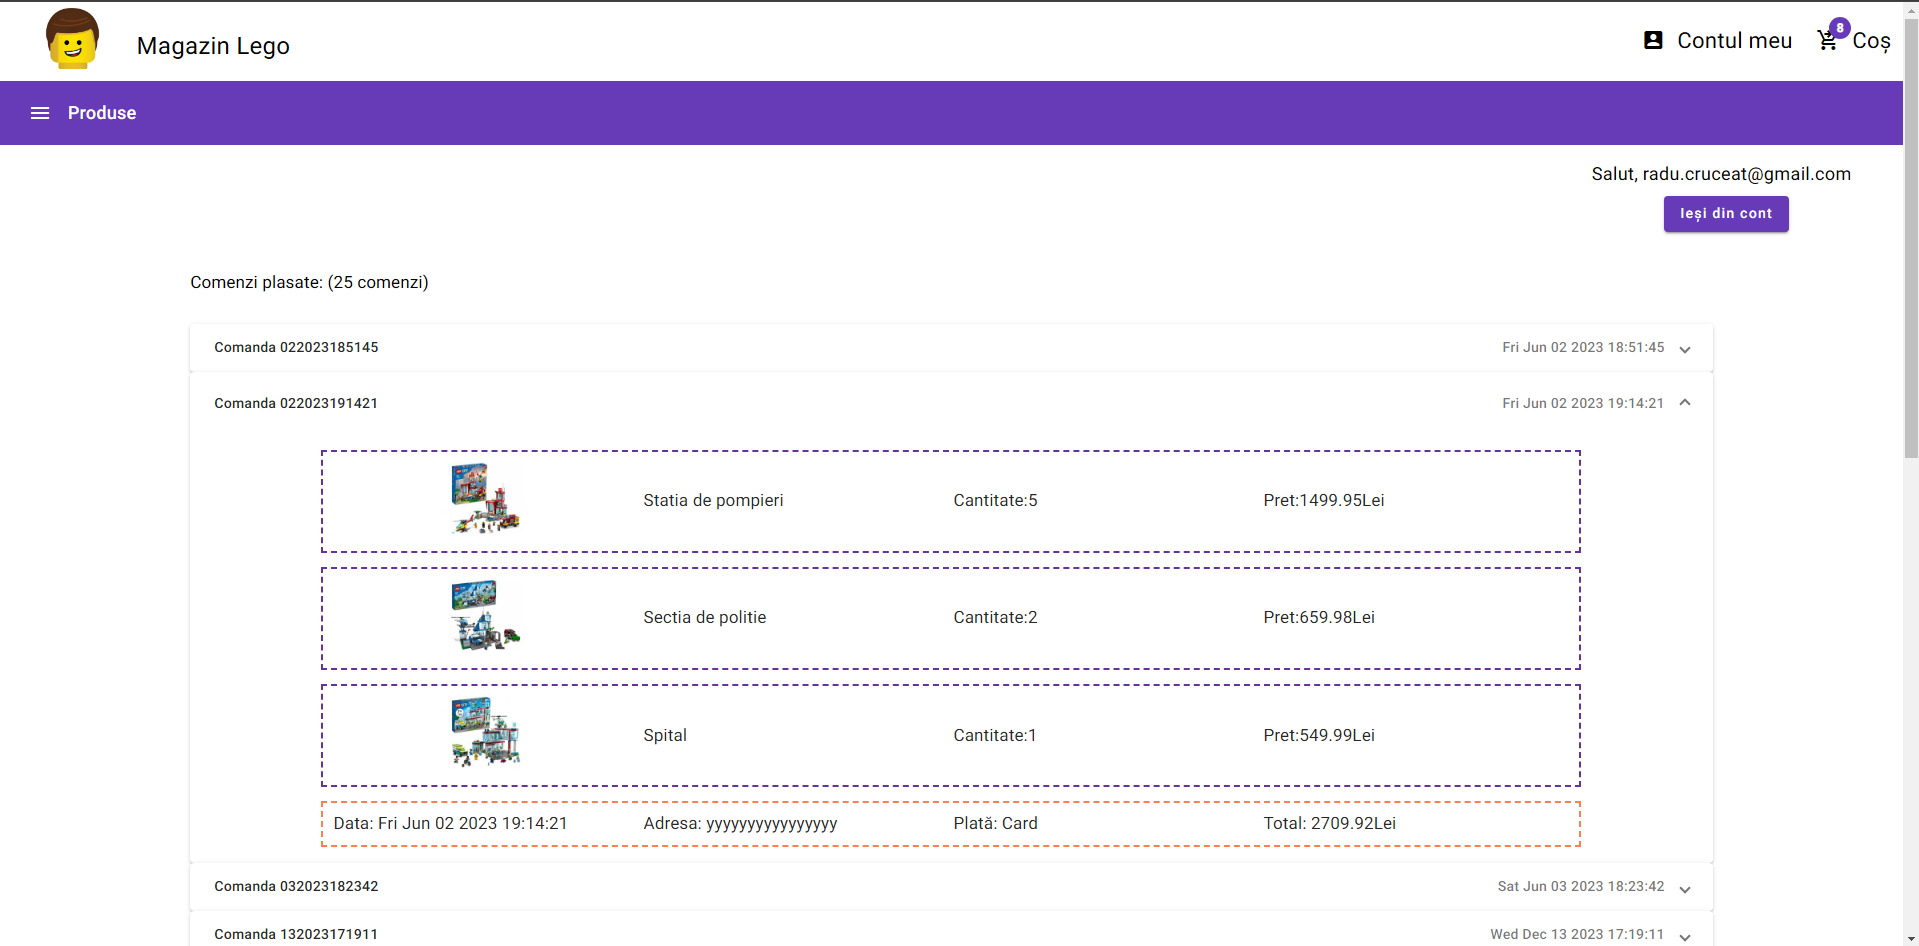 Magazin Lego
Contul meu
8
Coș
Produse
Salut, radu.cruceat@gmail.com
Ieși din cont
Comenzi plasate: (25 comenzi)
Comanda 022023185145 Fri Jun 02 2023 18:51:45
Comanda 022023191421 Fri Jun 02 2023 19:14:21
Statia de pompieri Cantitate:5 Pret:1499.95Lei
Sectia de politie Cantitate:2 Pret:659.98Lei
Spital Cantitate:1 Pret:549.99Lei
Data: Fri Jun 02 2023 19:14:21 Adresa: yyyyyyyyyyyyyyyy Plată: Card Total: 2709.92Lei
Comanda 032023182342 Sat Jun 03 2023 18:23:42
Comanda 132023171911 Wed Dec 13 2023 17:19:11